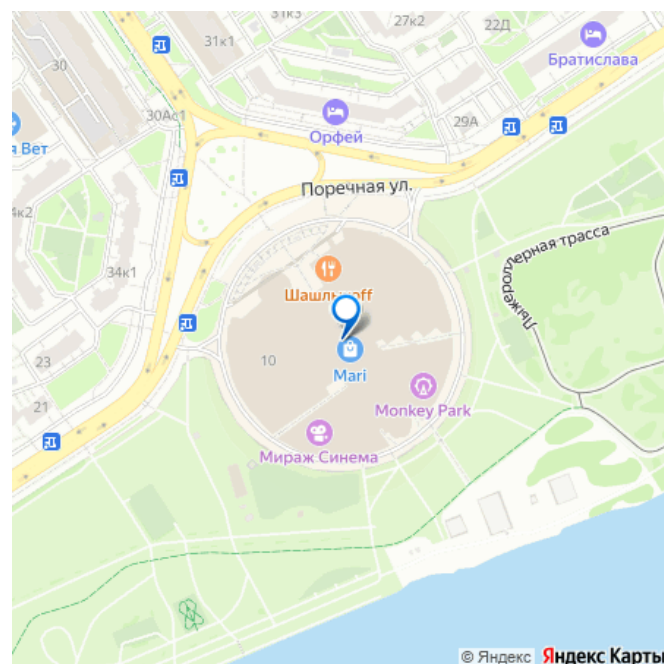 31к3
27к2
22Д
31к1
Братислава
30
30Ас1
Орфей
29А
я Вет
Поречная ул.
4к2
34к1
Лыжероллерная трасса
Шашлыкоff
23
10
Mari
21
Monkey Park
Мираж Синема
© Яндекс Яндекс Карты